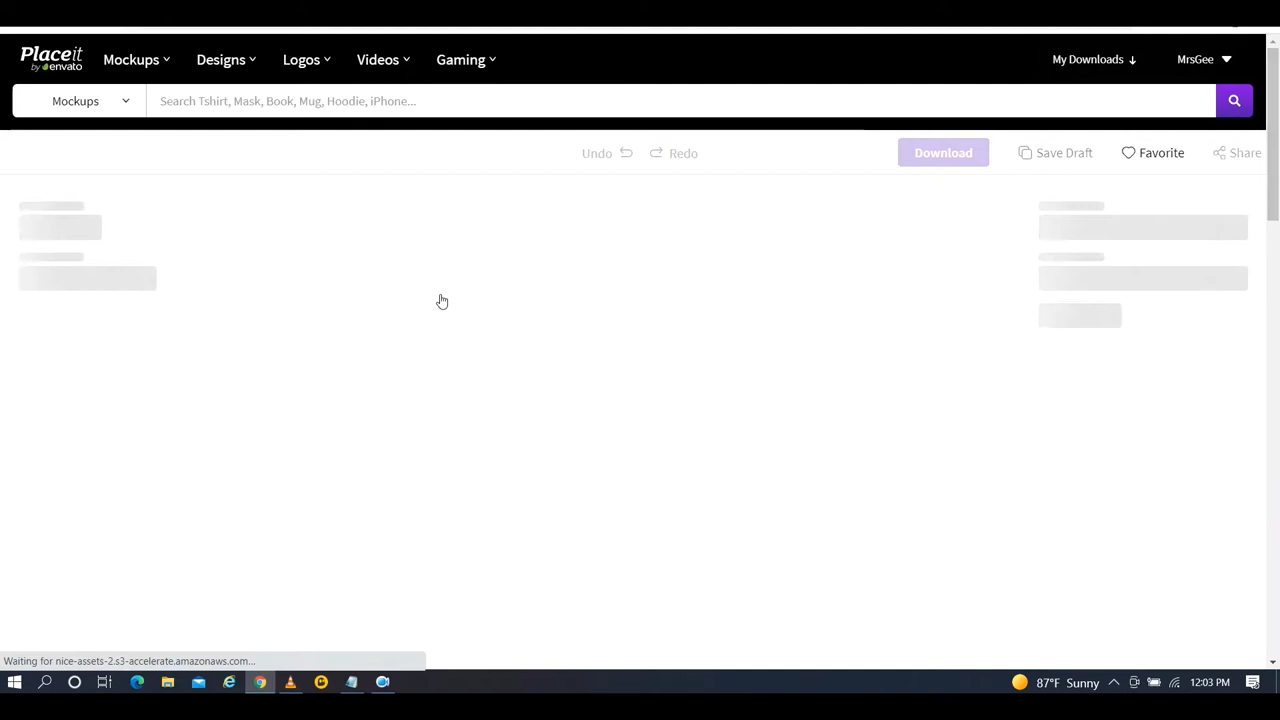 Placeit
by envato
Mockups
Designs
Logos
Videos
Gaming
My Downloads
MrsGee
Mockups
Search Tshirt, Mask, Book, Mug, Hoodie, iPhone...
Undo
Redo
Download
Save Draft
Favorite
Share
Waiting for nice-assets-2.s3-accelerate.amazonaws.com...
87°F Sunny
12:03 PM